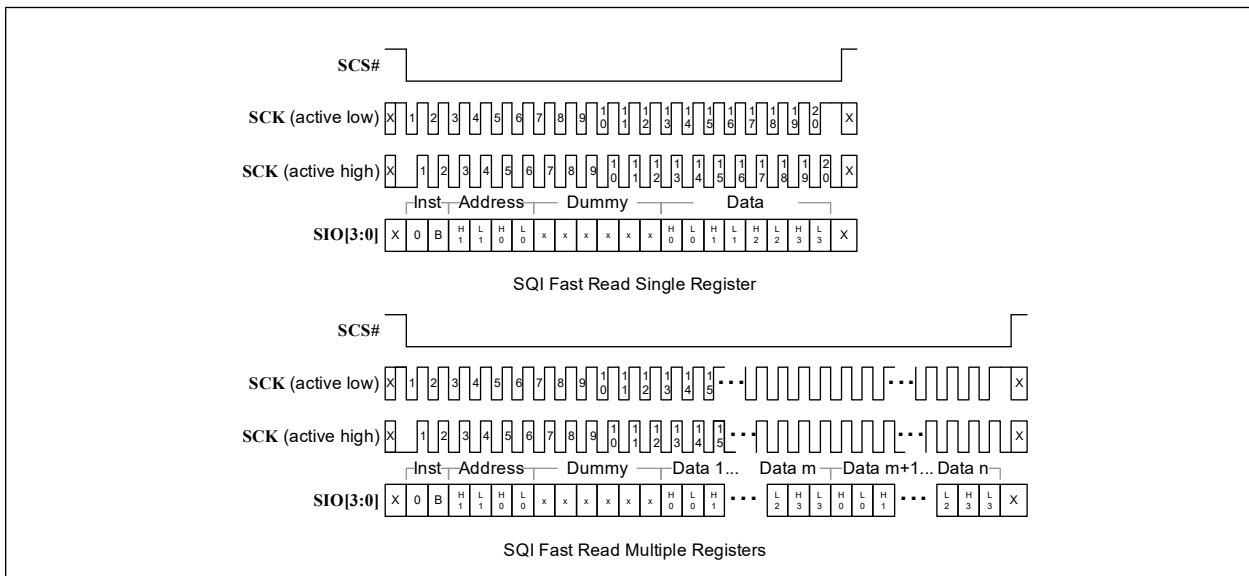 SCS#
SCK (active low) X 1 2 3 4 5 6 7 8 9 10 11 12 13 14 15 16 17 18 19 20 X
SCK (active high) X 1 2 3 4 5 6 7 8 9 10 11 12 13 14 15 16 17 18 19 20 X
Inst Address Dummy Data
SIO[3:0] X 0 B H1 L1 H0 L0 x x x x x x H0 L0 H1 L1 H2 L2 H3 L3 X
SQI Fast Read Single Register
SCS#
SCK (active low) X 1 2 3 4 5 6 7 8 9 10 11 12 13 14 15 ... ... X
SCK (active high) X 1 2 3 4 5 6 7 8 9 10 11 12 13 14 15 ... ... X
Inst Address Dummy Data 1... Data m Data m+1... Data n
SIO[3:0] X 0 B H1 L1 H0 L0 x x x x x x H0 L0 H1 ... L2 H3 L3 H0 L0 H1 ... L2 H3 L3 X
SQI Fast Read Multiple Registers